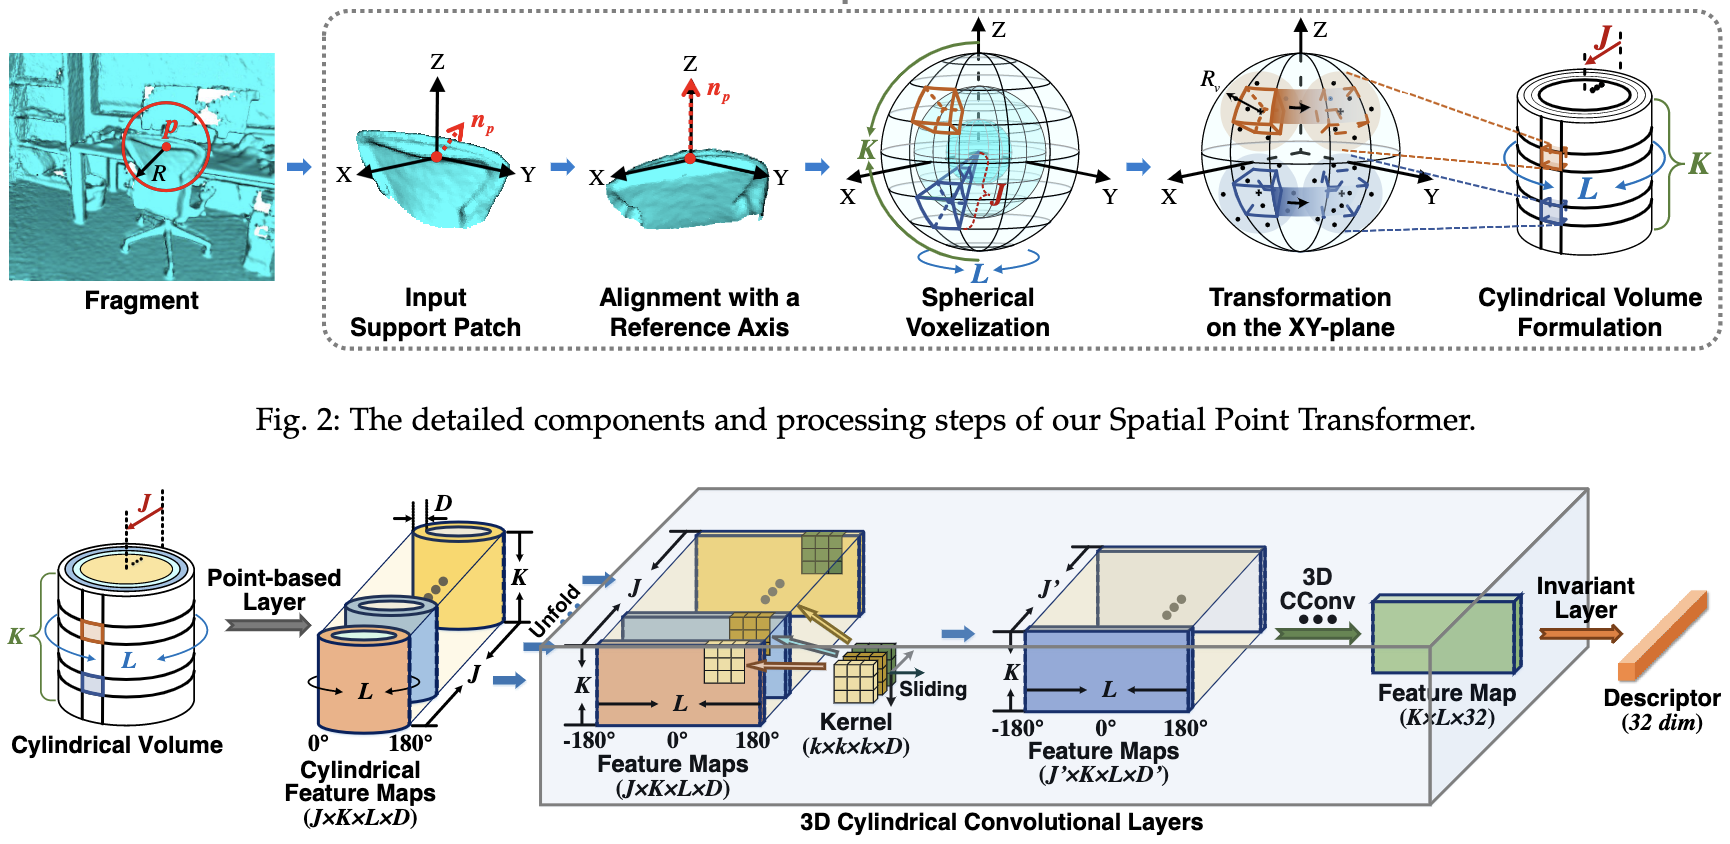 p
R
Fragment
Z
n_p
X
Y
Input
Support Patch
Z
n_p
X
Y
Alignment with a
Reference Axis
Z
K
J
X
Y
L
Spherical
Voxelization
Z
R_v
X
Y
Transformation
on the XY-plane
J
L
K
Cylindrical Volume
Formulation
Fig. 2: The detailed components and processing steps of our Spatial Point Transformer.
J
K
L
Cylindrical Volume
Point-based
Layer
D
K
J
L
0°
180°
Cylindrical
Feature Maps
(J×K×L×D)
Unfold
J
K
L
-180°
0°
180°
Feature Maps
(J×K×L×D)
Sliding
Kernel
(k×k×k×D)
J'
K
L
-180°
0°
180°
Feature Maps
(J'×K×L×D')
3D
CConv
Feature Map
(K×L×32)
Invariant
Layer
Descriptor
(32 dim)
3D Cylindrical Convolutional Layers